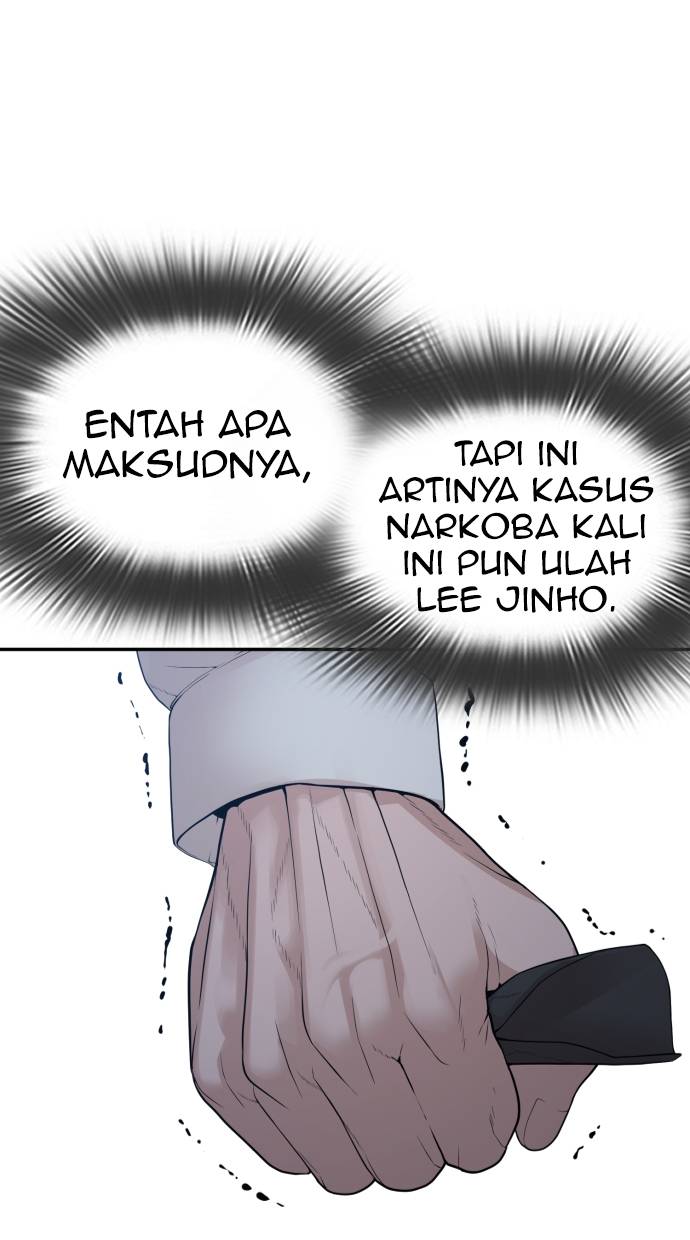 ENTAH APA
MAKSUDNYA,
TAPI INI
ARTINYA KASUS
NARKOBA KALI
INI PUN ULAH
LEE JINHO.